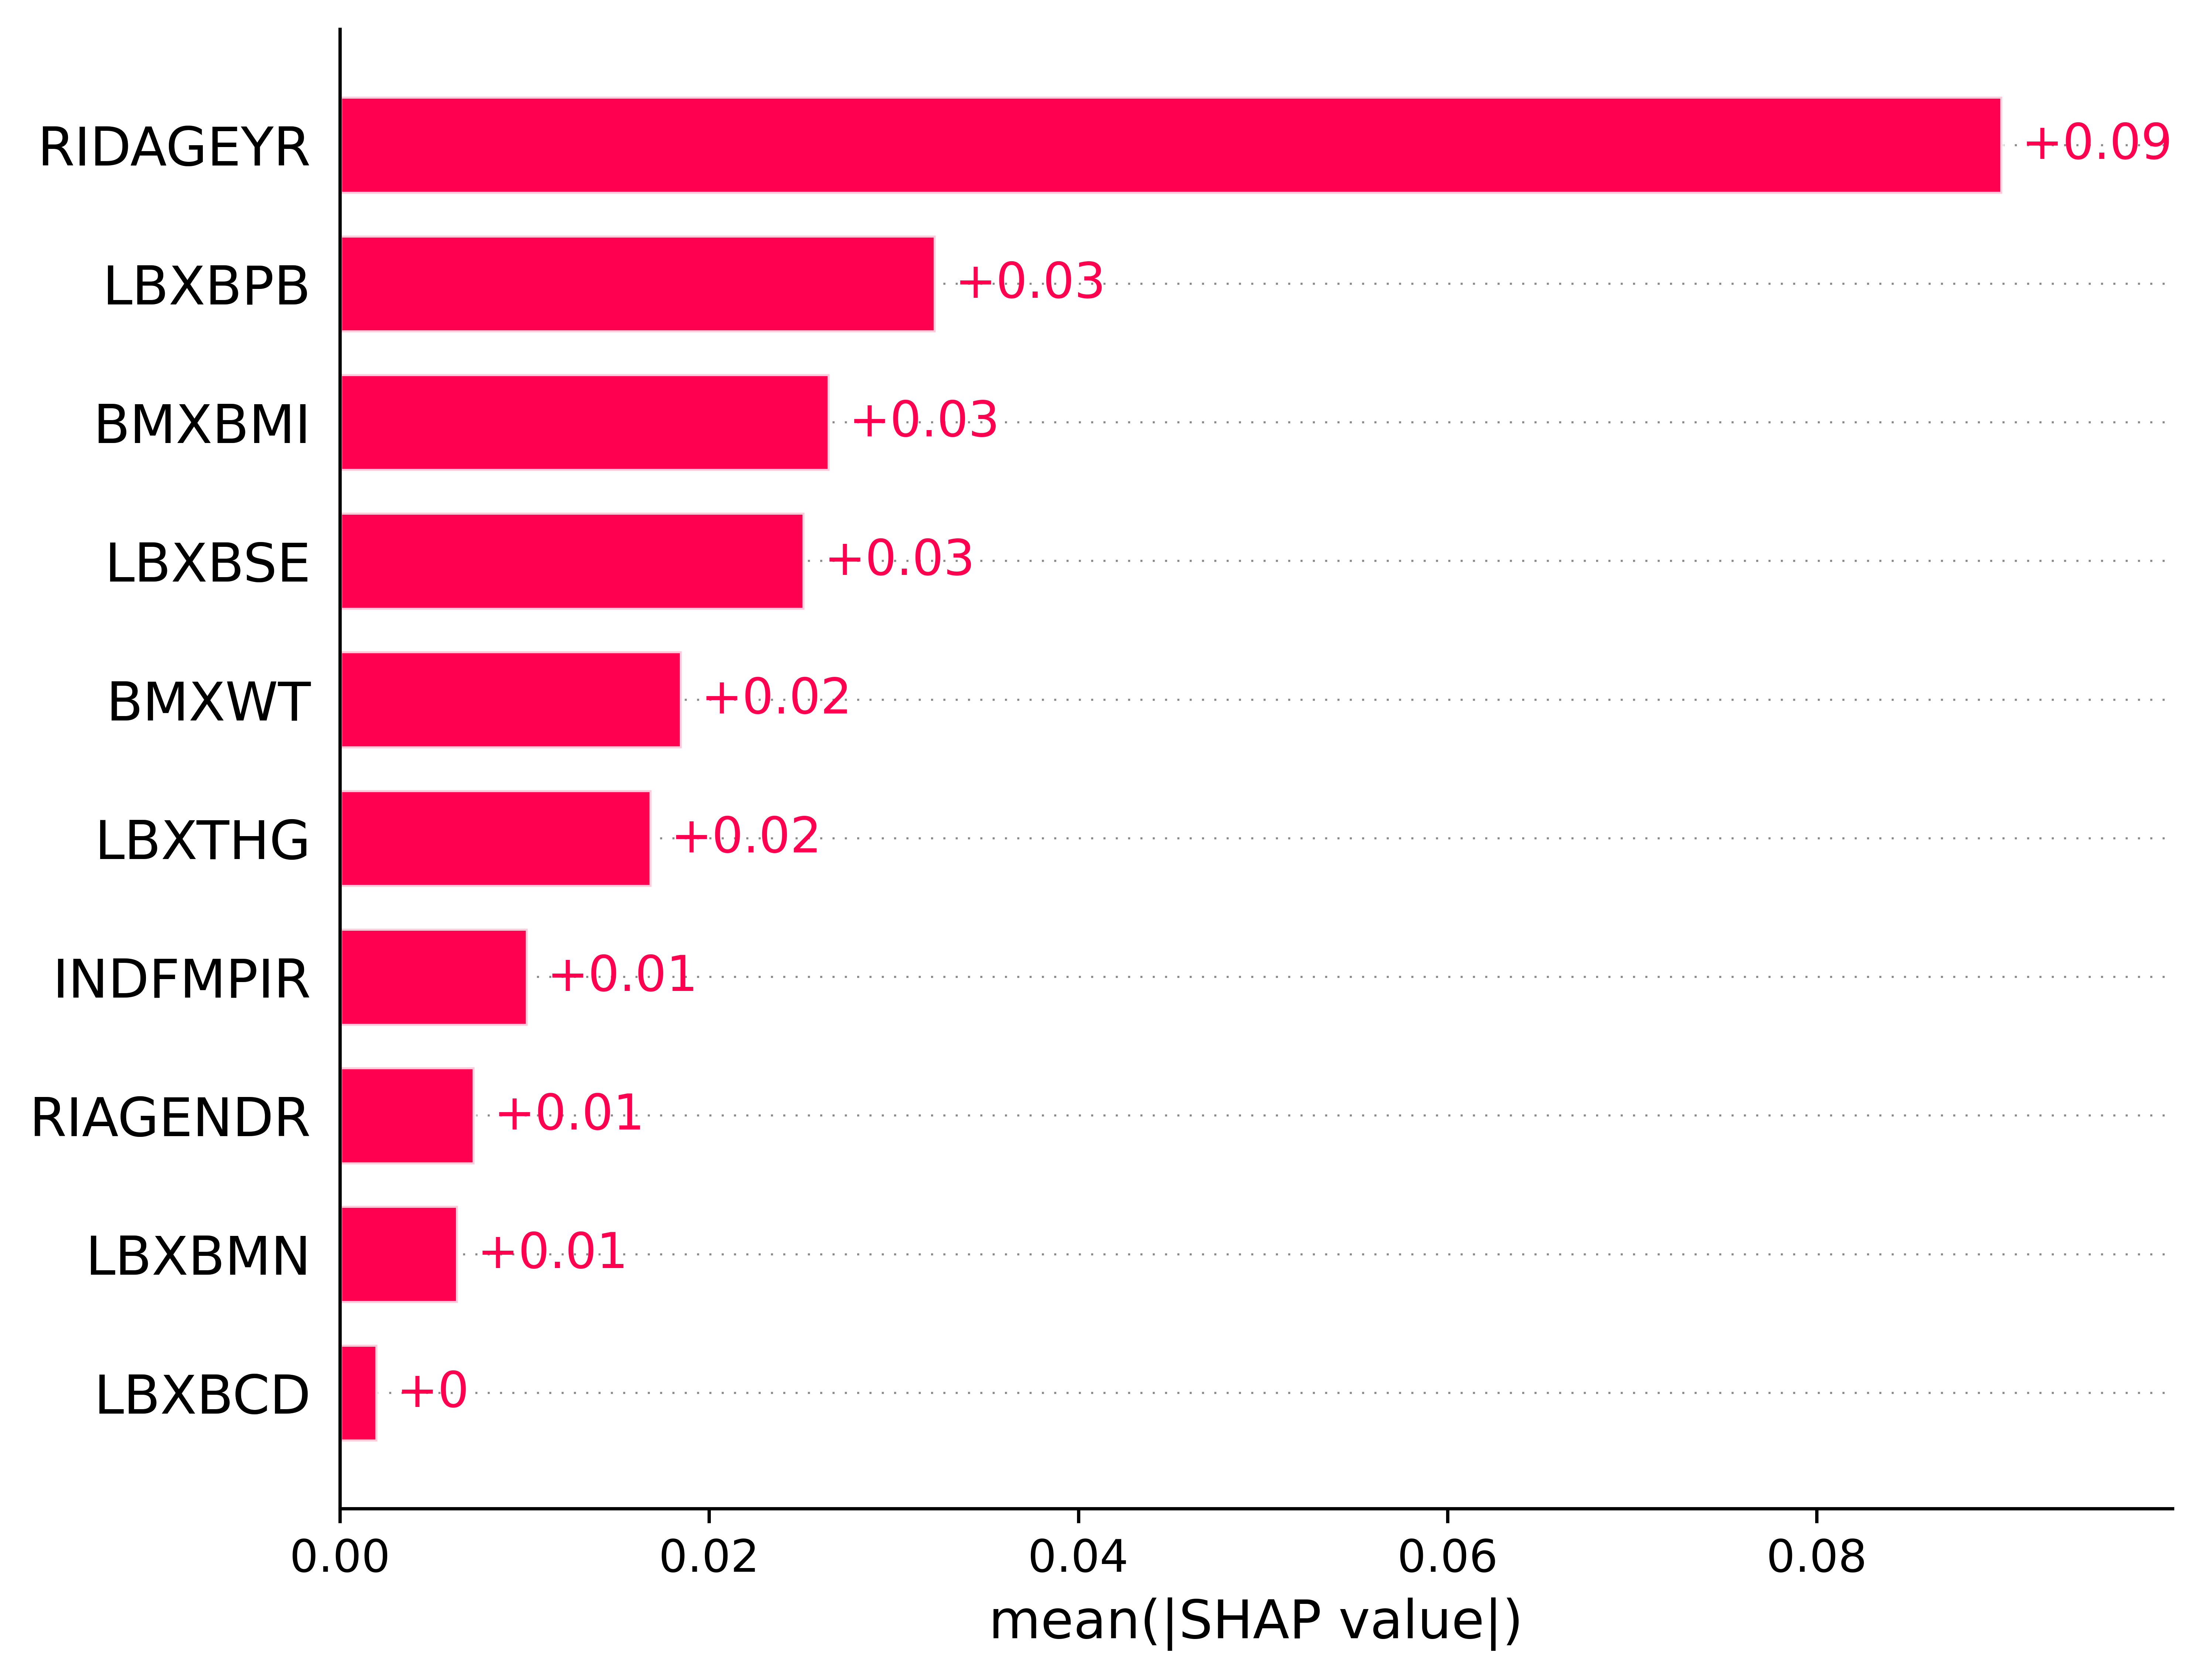 RIDAGEYR +0.09
LBXBPB +0.03
BMXBMI +0.03
LBXBSE +0.03
BMXWT +0.02
LBXTHG +0.02
INDFMPIR +0.01
RIAGENDR +0.01
LBXBMN +0.01
LBXBCD +0
0.00 0.02 0.04 0.06 0.08
mean(|SHAP value|)